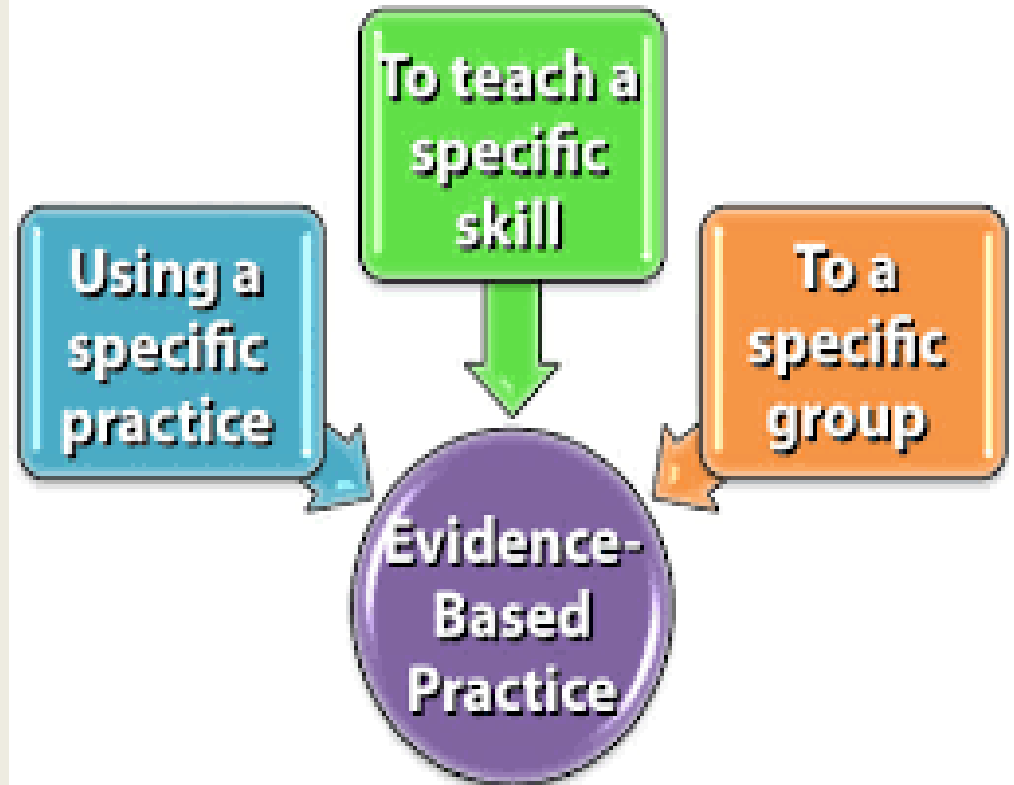 Using a
specific
practice
To teach a
specific
skill
To a
specific
group
Evidence-
Based
Practice